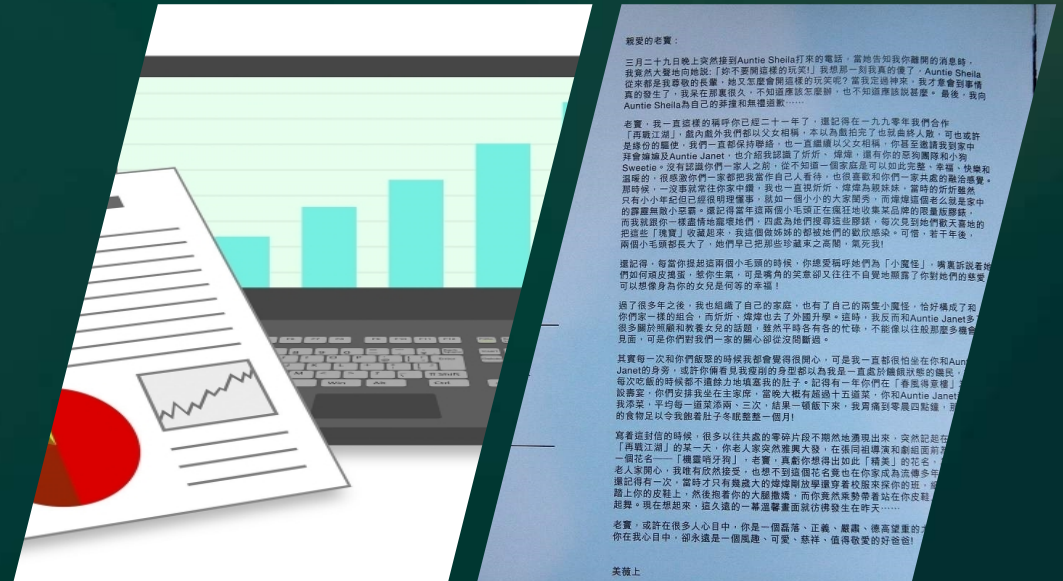 親愛的老竇：
三月二十九日晚上突然接到Auntie Sheila打來的電話，當她告知我你離開的消息時，
我竟然大聲地向她說:「妳不要開這樣的玩笑!」我想那一刻我真的傻了，Auntie Sheila
從來都是我尊敬的長輩，她又怎麼會開這樣的玩笑呢? 當我定過神來，我才意會到事情
真的發生了，我呆在那裏很久，不知道應該怎麼辦，也不知道應該說甚麼。 最後，我向
Auntie Sheila為自己的莽撞和無禮道歉……
老竇，我一直這樣的稱呼你已經二十一年了，還記得在一九九零年我們合作
「再戰江湖」，戲內戲外我們都以父女相稱，本以為戲拍完了也就曲終人散，可也或許
是緣份的驅使，我們一直都保持聯絡，也一直繼續以父女相稱，你甚至邀請我到家中
拜會嫲嫲及Auntie Janet，也介紹我認識了炘炘、 煒煒，還有你的惡狗團隊和小狗
Sweetie。沒有認識你們一家人之前，從不知道一個家庭是可以如此完整，幸福、快樂和
溫暖的，很感激你們一家都把我當作自己人看待，也很喜歡和你們一家共處的融洽感覺。
那時候，一沒事就常往你家中鑽，我也一直視炘炘、煒煒為親妹妹，當時的炘炘雖然
只有小小年紀但已經很明理懂事，就如一個小小的大家閨秀，而煒煒這個老么就是家中
的霹靂無敵小惡霸。還記得當年這兩個小毛頭正在瘋狂地收集某品牌的限量版膠錶，
而我就跟你一樣盡情地寵壞她們，四處為她們搜尋這些膠錶，每次見到她們歡天喜地的
把這些「瑰寶」收藏起來，我這個做姊姊的都被她們的歡欣感染。可惜，若干年後，
兩個小毛頭都長大了，她們早已把那些珍藏束之高閣，氣死我!
還記得，每當你提起這兩個小毛頭的時候，你總愛稱呼她們為「小魔怪」，嘴裏訴說着她
們如何頑皮搗蛋，惹你生氣，可是嘴角的笑意卻又往往不自覺地顯露了你對她們的慈愛
可以想像身為你的女兒是何等的幸福！
過了很多年之後，我也組織了自己的家庭，也有了自己的兩隻小魔怪，恰好構成了和
你們家一樣的組合，而炘炘、煒煒也去了外國升學。這時，我反而和Auntie Janet多
很多關於照顧和教養女兒的話題，雖然平時各有各的忙碌，不能像以往般那麼多機會
見面，可是你們對我們一家的關心卻從沒間斷過。
其實每一次和你們飯聚的時候我都會覺得很開心，可是我一直都很怕坐在你和Aun
Janet的身旁，或許你倆看見我瘦削的身型都以為我是一直處於饑餓狀態的饑民，
每次吃飯的時候都不遺餘力地填塞我的肚子。記得有一年你們在「春風得意樓」
設壽宴，你們安排我坐在主家席，當晚大概有超過十五道菜，你和Auntie Janet
我添菜，平均每一道菜添兩、三次，結果一頓飯下來，我胃痛到零晨四點鐘，
的食物足以令我飽着肚子冬眠整整一個月!
寫着這封信的時候，很多以往共處的零碎片段不期然地湧現出來，突然記起在
「再戰江湖」的某一天，你老人家突然雅興大發，在張同祖導演和劇組面前
一個花名──「機靈哨牙狗」，老竇，真虧你想得出如此「精美」的花名，
老人家開心，我唯有欣然接受，也想不到這個花名竟也在你家成為流傳多年
還記得有一次，當時才只有幾歲大的煒煒剛放學還穿着校服來探你的班，
踏上你的皮鞋上，然後抱着你的大腿撒嬌，而你竟然乘勢帶着站在你皮鞋
起舞。現在想起來，這久遠的一幕溫馨畫面就彷彿發生在昨天……
老竇，或許在很多人心目中，你是一個磊落、正義、嚴肅、德高望重的
你在我心目中，卻永遠是一個風趣、可愛、慈祥、值得敬愛的好爸爸!
美薇上